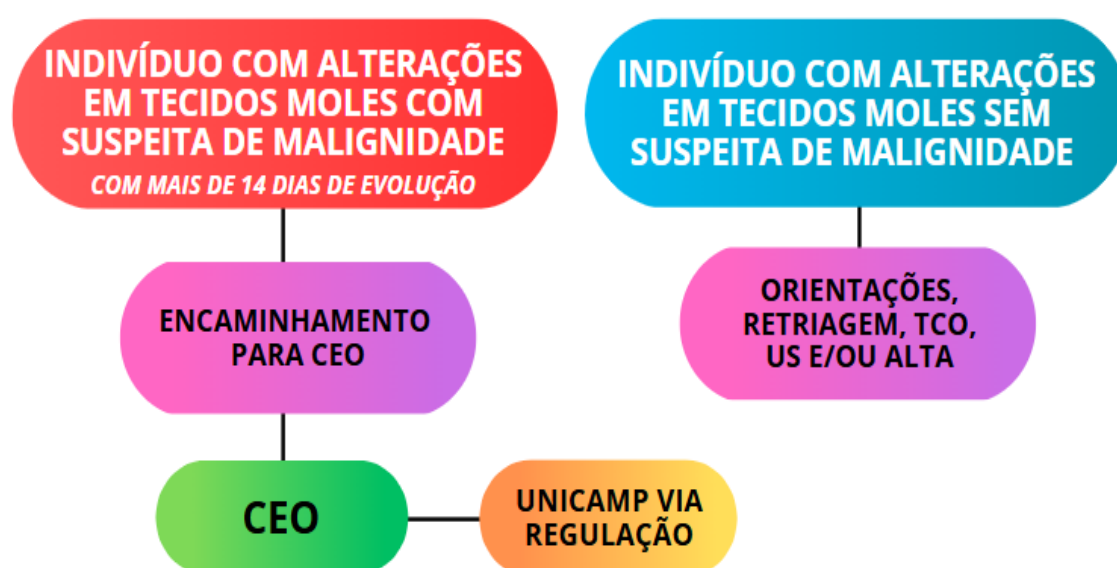 INDIVÍDUO COM ALTERAÇÕES
EM TECIDOS MOLES COM
SUSPEITA DE MALIGNIDADE
COM MAIS DE 14 DIAS DE EVOLUÇÃO
INDIVÍDUO COM ALTERAÇÕES
EM TECIDOS MOLES SEM
SUSPEITA DE MALIGNIDADE
ENCAMINHAMENTO
PARA CEO
ORIENTAÇÕES,
RETRIAGEM, TCO,
US E/OU ALTA
CEO
UNICAMP VIA
REGULAÇÃO